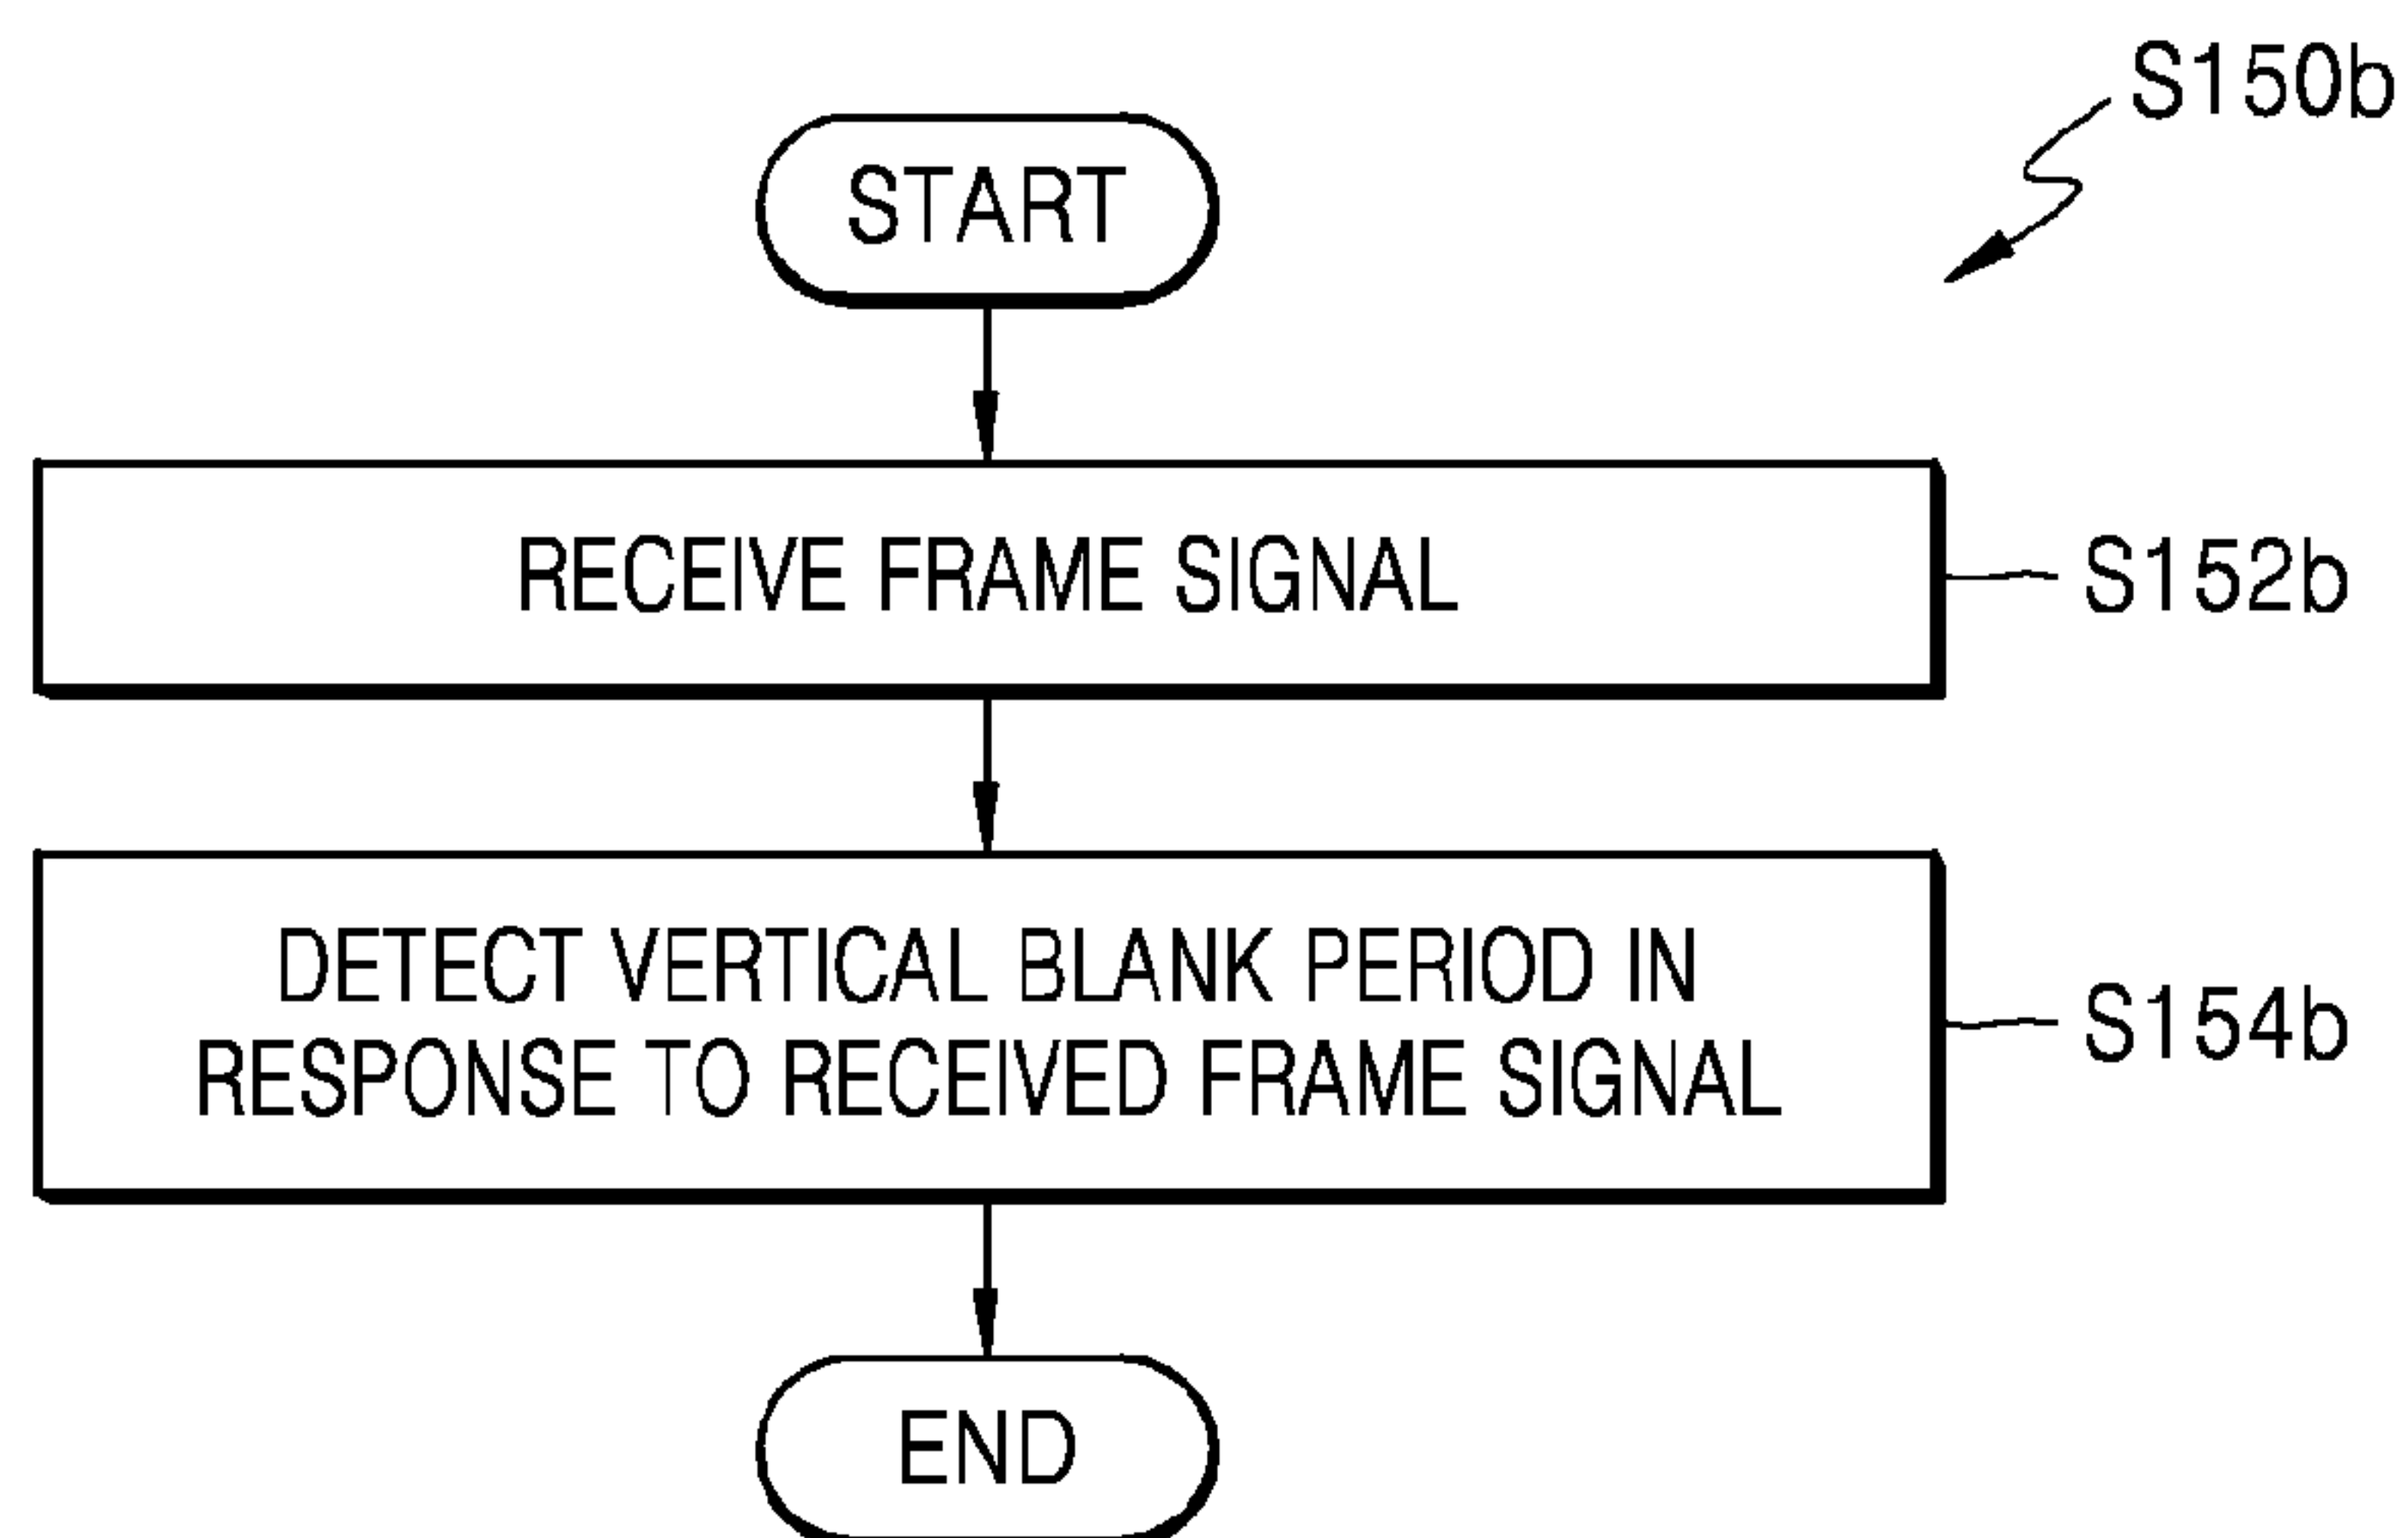 S150b
START
RECEIVE FRAME SIGNAL
S152b
DETECT VERTICAL BLANK PERIOD IN
RESPONSE TO RECEIVED FRAME SIGNAL
S154b
END